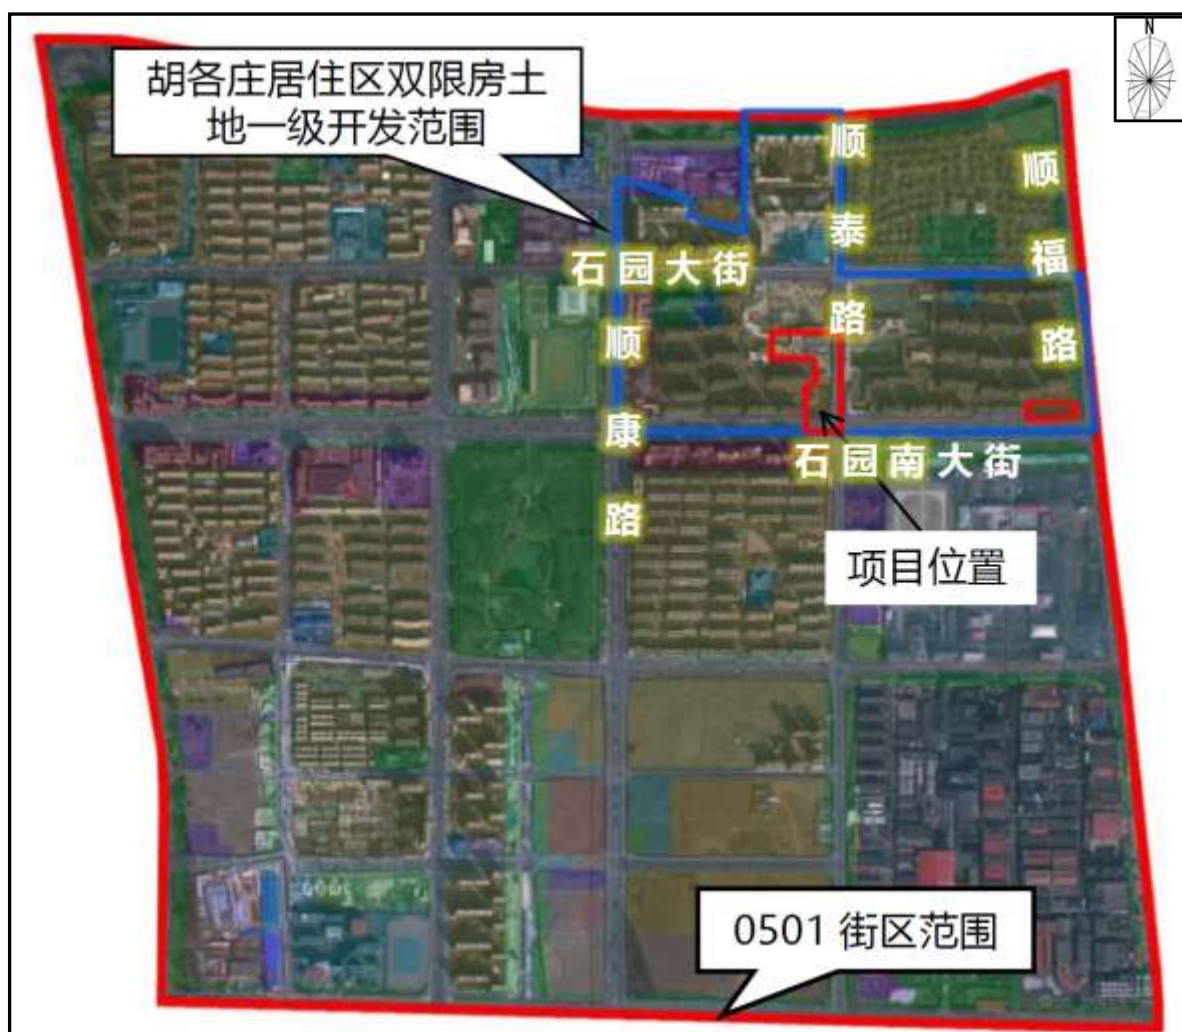 N
胡各庄居住区双限房土
地一级开发范围
顺泰路
顺福路
石园大街
顺康路
石园南大街
项目位置
0501 街区范围